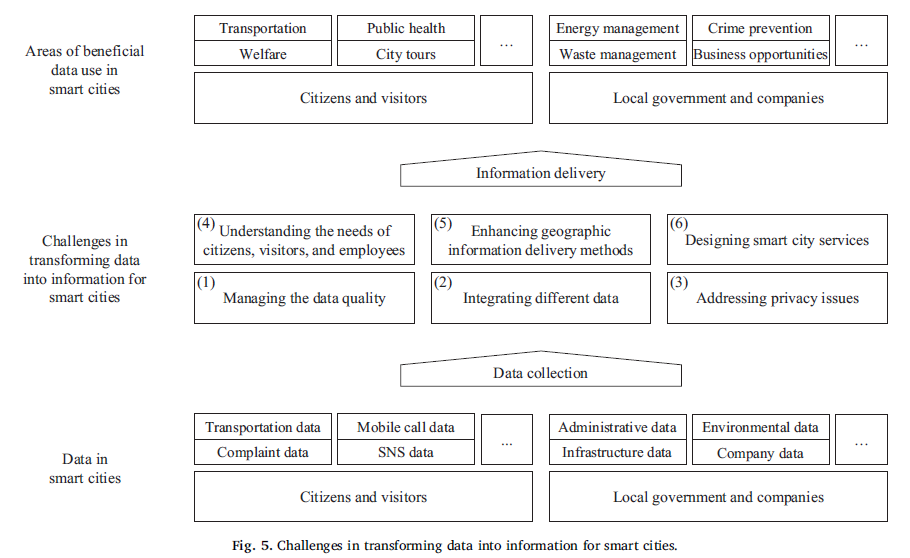 Areas of beneficial
data use in
smart cities
Transportation
Public health
...
Energy management
Crime prevention
...
Welfare
City tours
Waste management
Business opportunities
Citizens and visitors
Local government and companies
Information delivery
Challenges in
transforming data
into information for
smart cities
(4)
Understanding the needs of
citizens, visitors, and employees
(5)
Enhancing geographic
information delivery methods
(6)
Designing smart city services
(1)
Managing the data quality
(2)
Integrating different data
(3)
Addressing privacy issues
Data collection
Data in
smart cities
Transportation data
Mobile call data
...
Administrative data
Environmental data
...
Complaint data
SNS data
Infrastructure data
Company data
Citizens and visitors
Local government and companies
Fig. 5. Challenges in transforming data into information for smart cities.